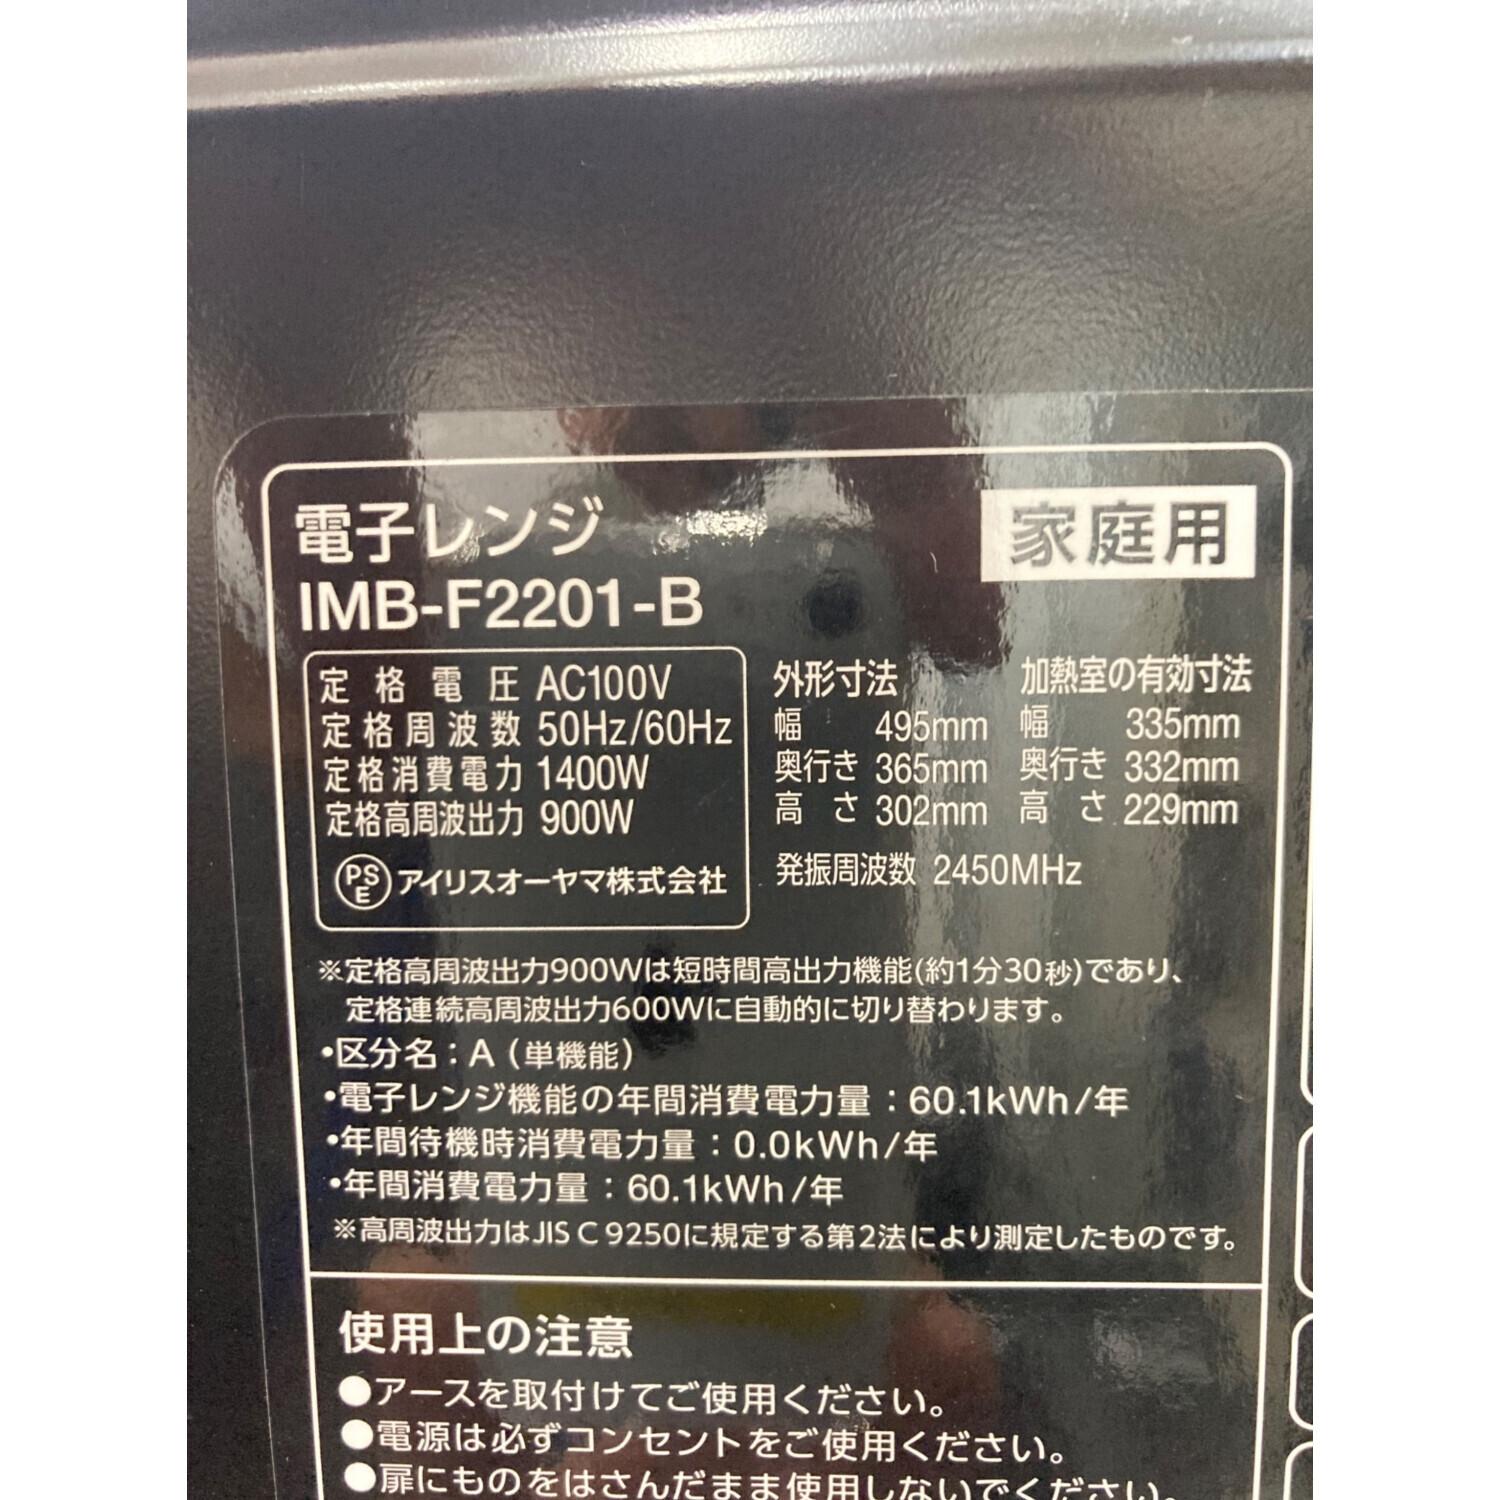 電子レンジ
家庭用
IMB-F2201-B
定格電圧 AC100V
定格周波数 50Hz/60Hz
定格消費電力 1400W
定格高周波出力 900W
PSE アイリスオーヤマ株式会社
外形寸法
幅 495mm
奥行き 365mm
高さ 302mm
加熱室の有効寸法
幅 335mm
奥行き 332mm
高さ 229mm
発振周波数 2450MHz
※定格高周波出力900Wは短時間高出力機能(約1分30秒)であり、
定格連続高周波出力600Wに自動的に切り替わります。
•区分名：A（単機能）
•電子レンジ機能の年間消費電力量：60.1kWh/年
•年間待機時消費電力量：0.0kWh/年
•年間消費電力量：60.1kWh/年
※高周波出力はJIS C 9250に規定する第2法により測定したものです。
使用上の注意
●アースを取付けてご使用ください。
●電源は必ずコンセントをご使用ください。
●扉にものをはさんだまま使用しないでください。